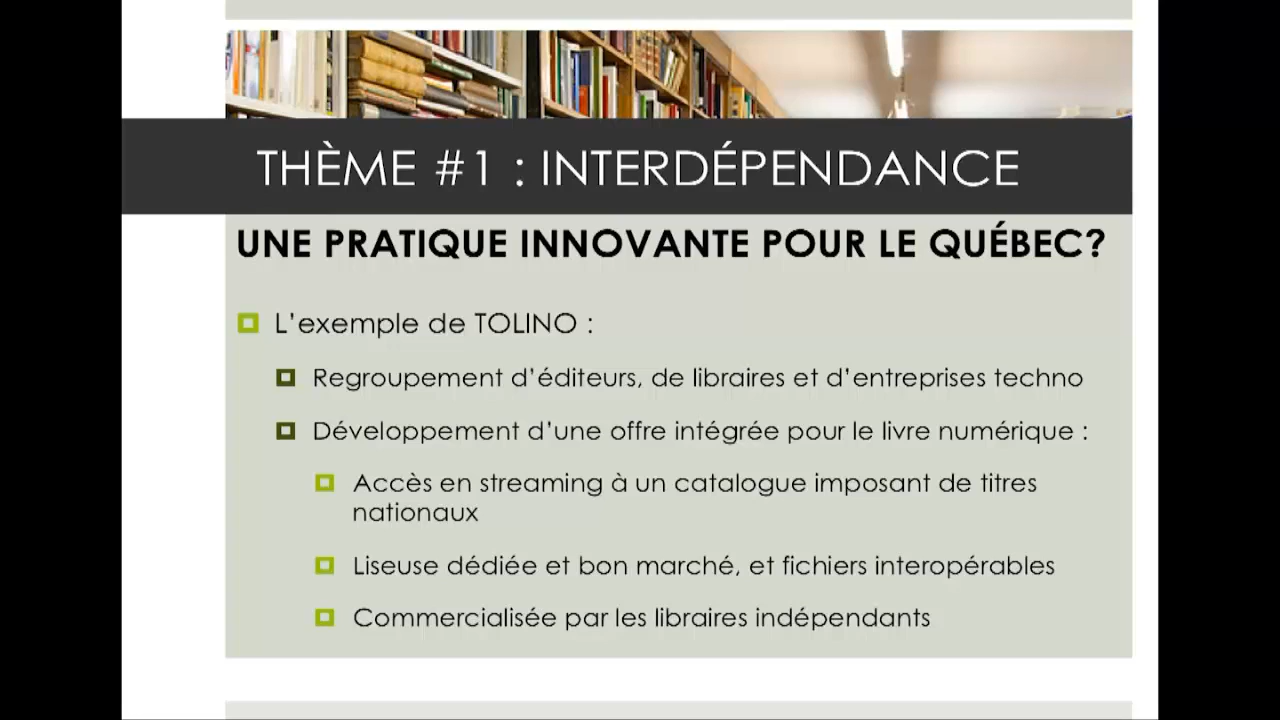 THÈME #1 : INTERDÉPENDANCE
UNE PRATIQUE INNOVANTE POUR LE QUÉBEC?
L'exemple de TOLINO :
Regroupement d'éditeurs, de libraires et d'entreprises techno
Développement d'une offre intégrée pour le livre numérique :
Accès en streaming à un catalogue imposant de titres
nationaux
Liseuse dédiée et bon marché, et fichiers interopérables
Commercialisée par les libraires indépendants